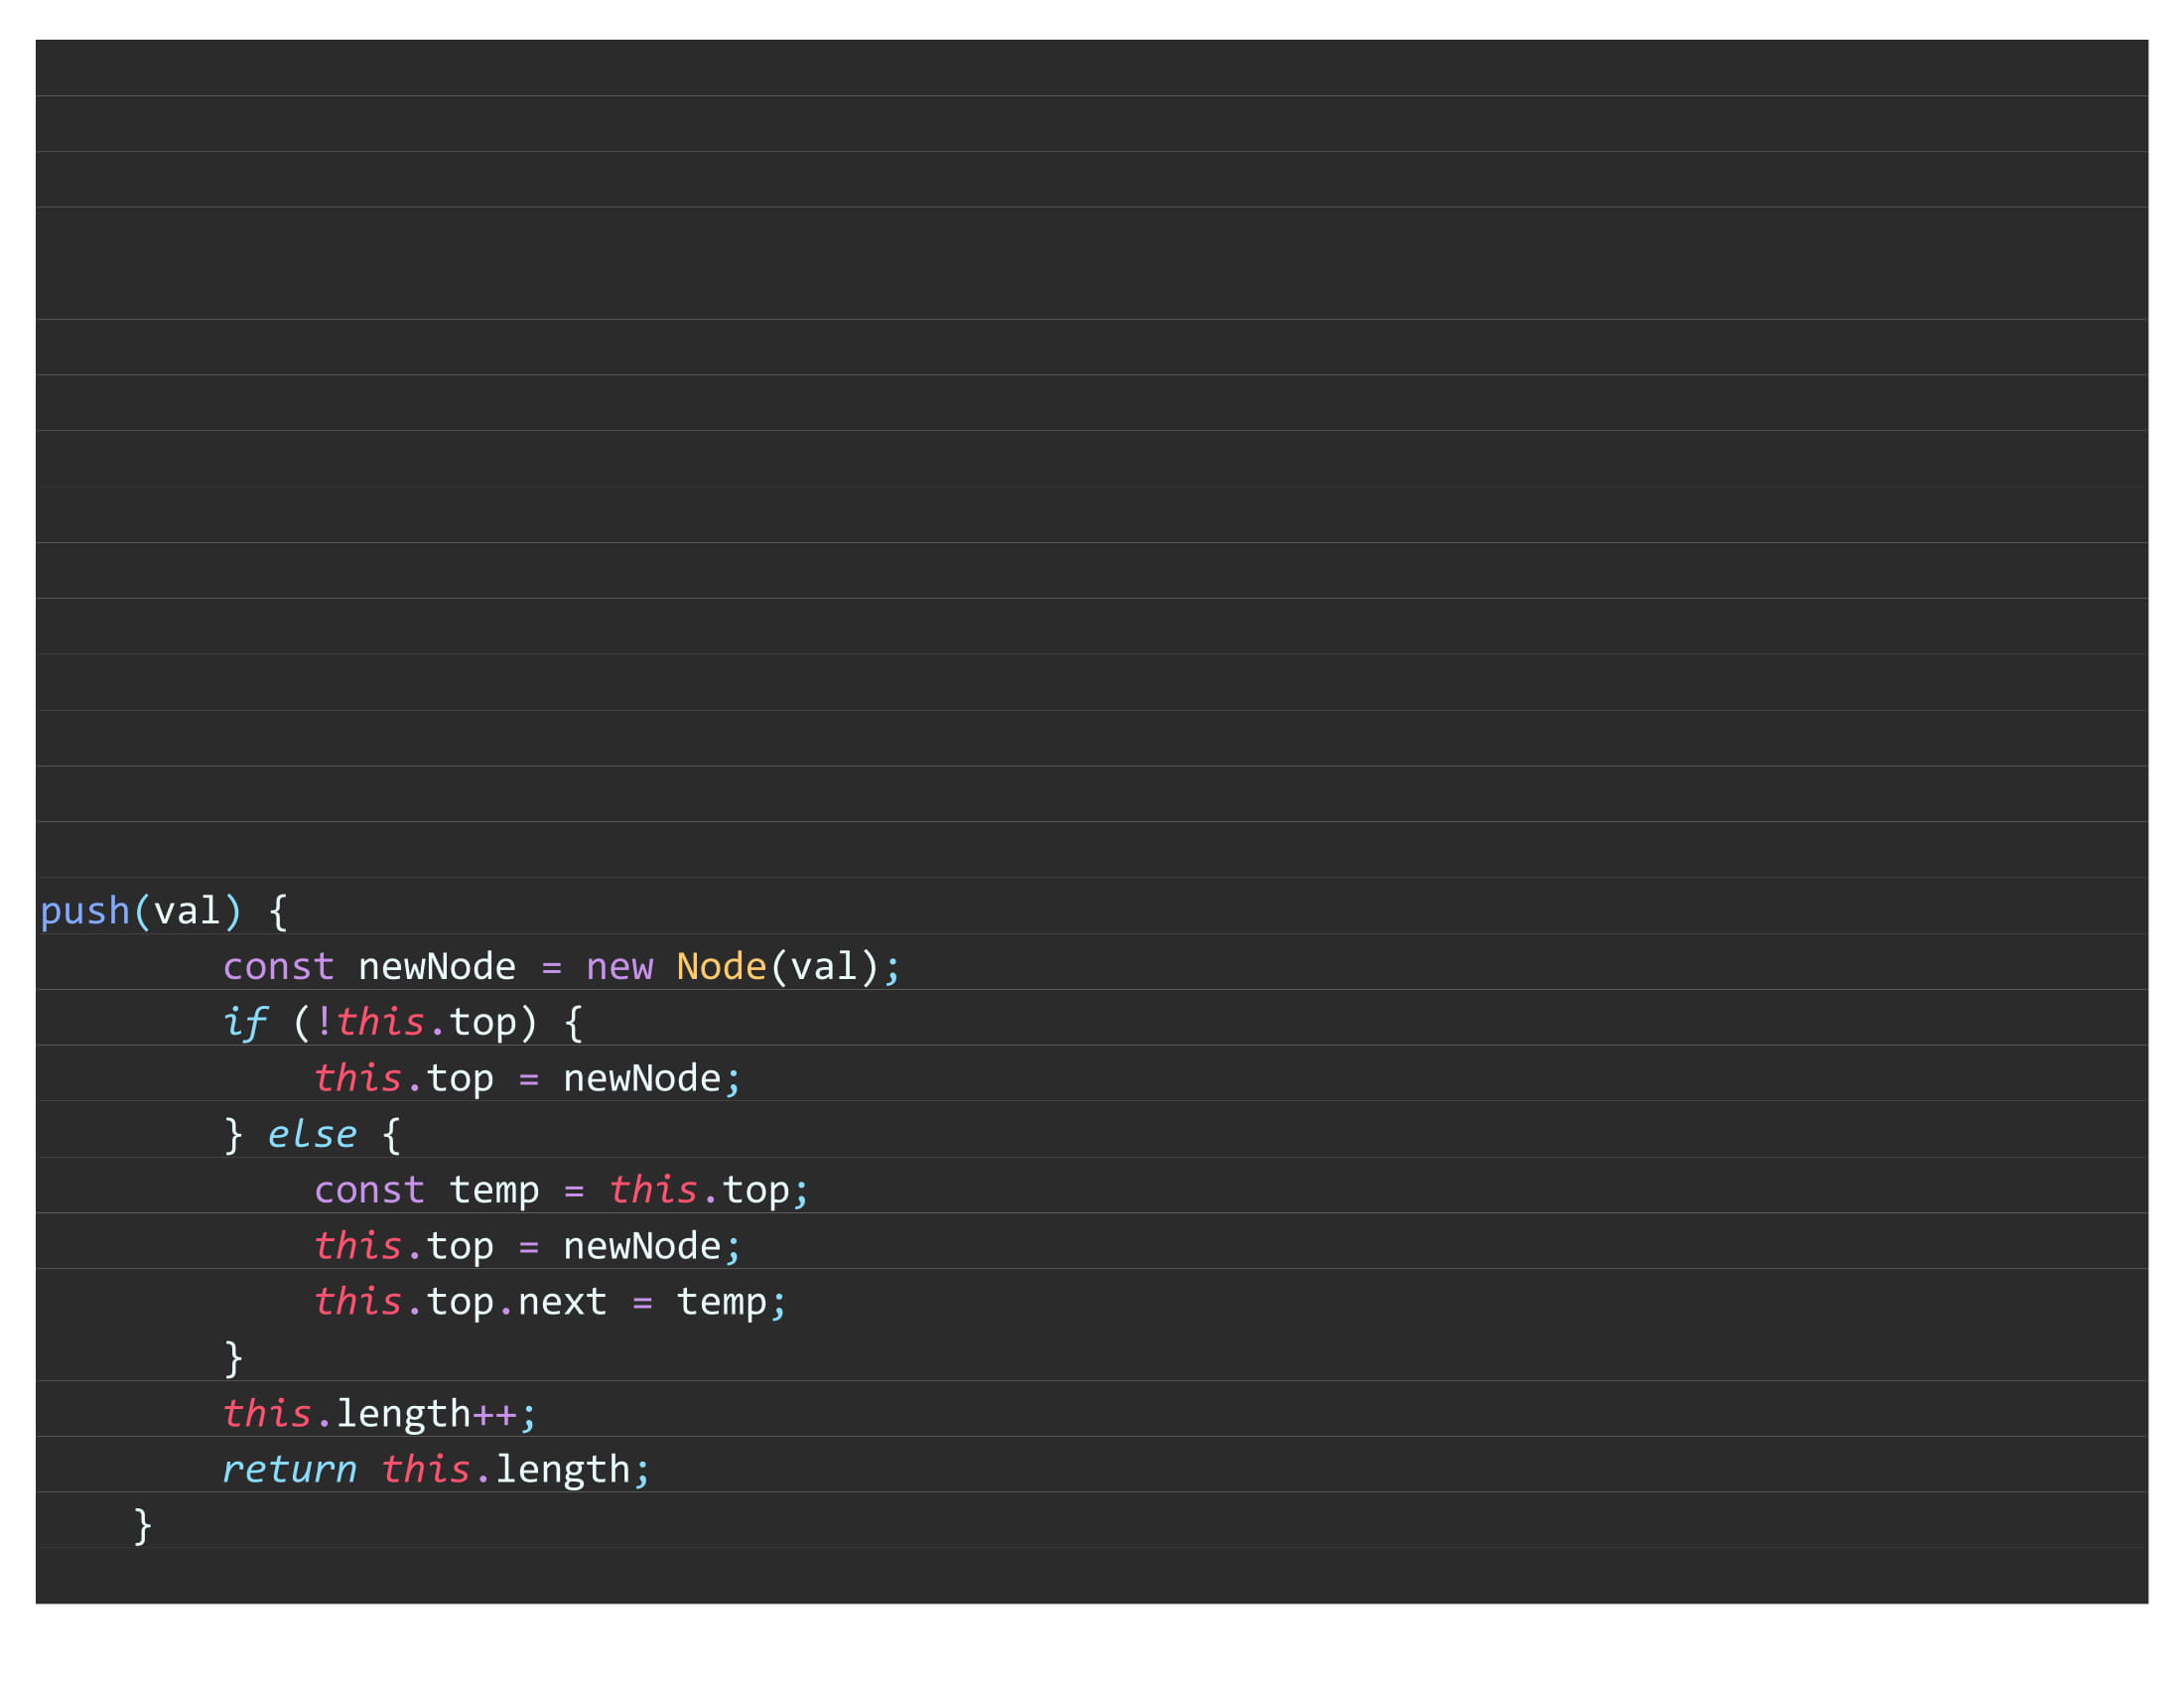 push(val) {
        const newNode = new Node(val);
        if (!this.top) {
            this.top = newNode;
        } else {
            const temp = this.top;
            this.top = newNode;
            this.top.next = temp;
        }
        this.length++;
        return this.length;
    }